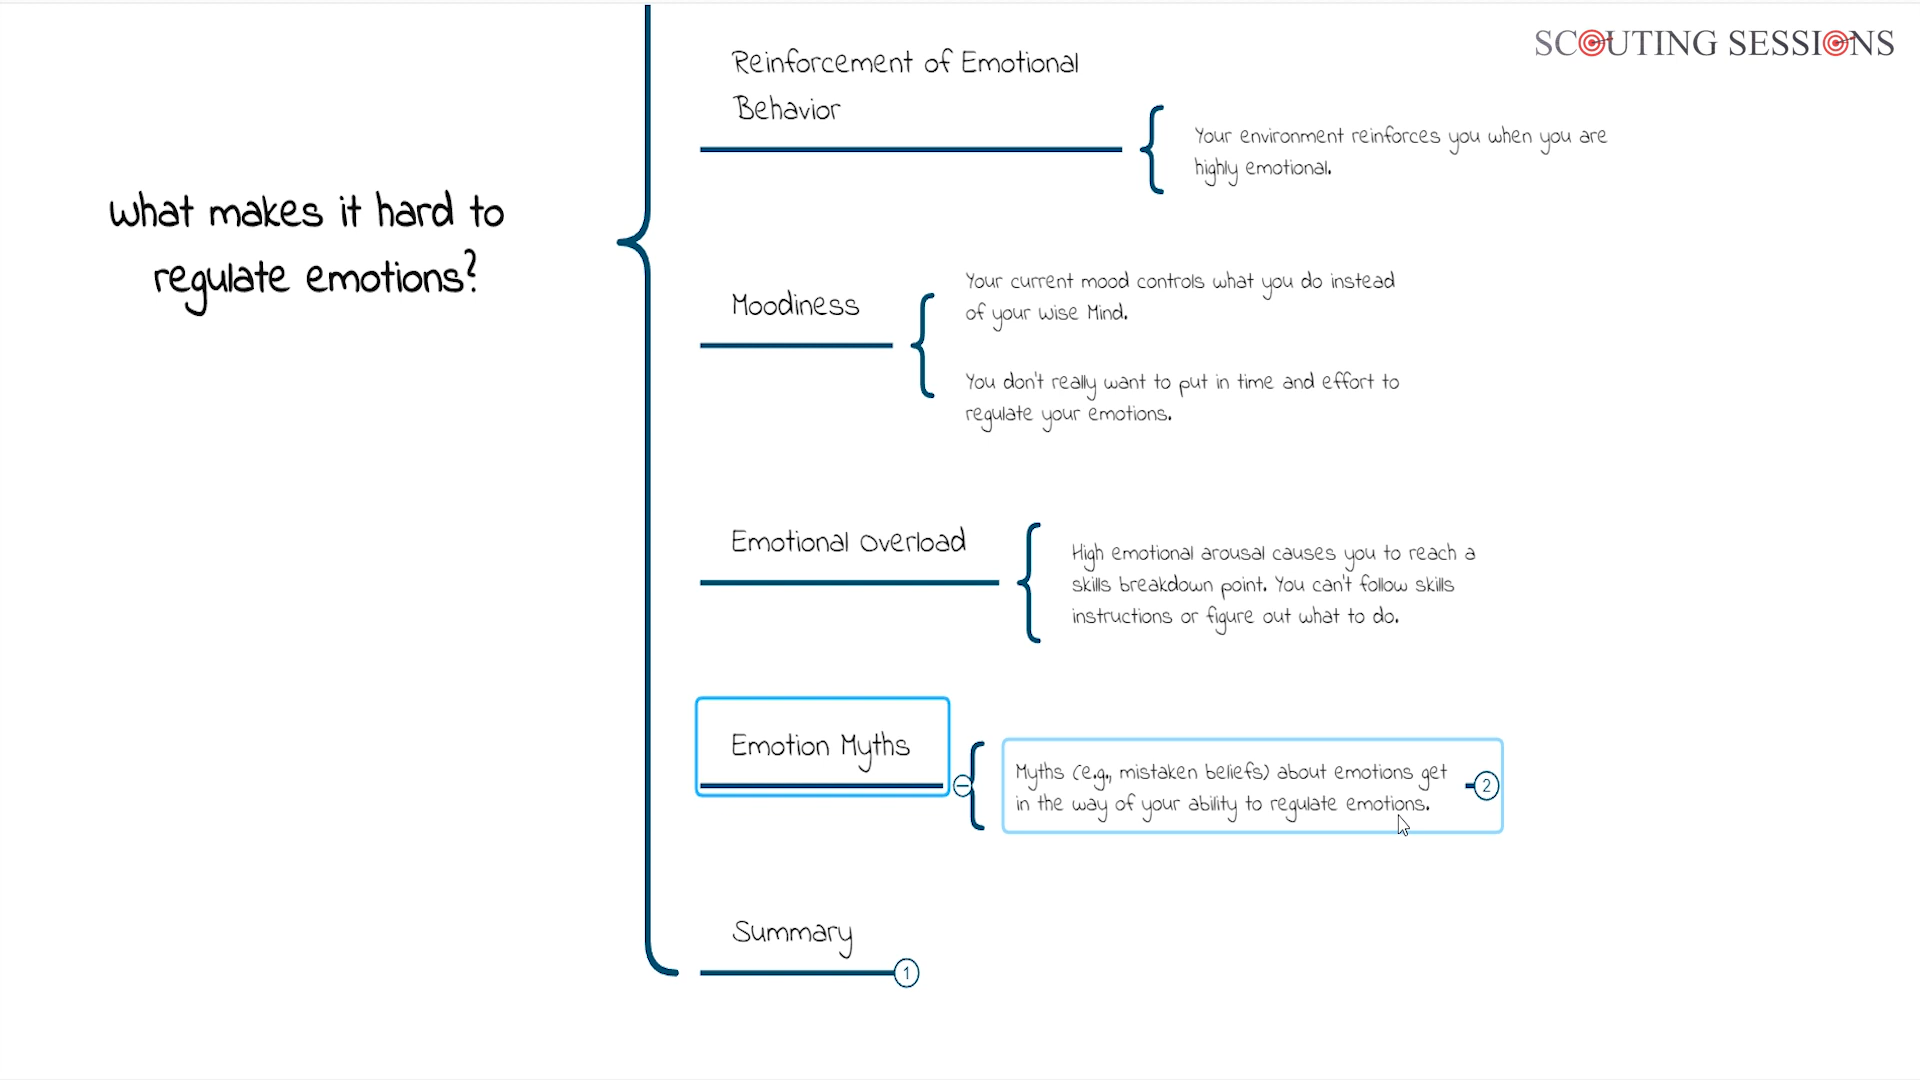 SCOUTING SESSIONS
What makes it hard to
regulate emotions?
Reinforcement of Emotional
Behavior
Your environment reinforces you when you are
highly emotional.
Moodiness
Your current mood controls what you do instead
of your Wise Mind.
You don't really want to put in time and effort to
regulate your emotions.
Emotional Overload
High emotional arousal causes you to reach a
skills breakdown point. You can't follow skills
instructions or figure out what to do.
Emotion Myths
Myths (e.g., mistaken beliefs) about emotions get
in the way of your ability to regulate emotions.
2
Summary
1